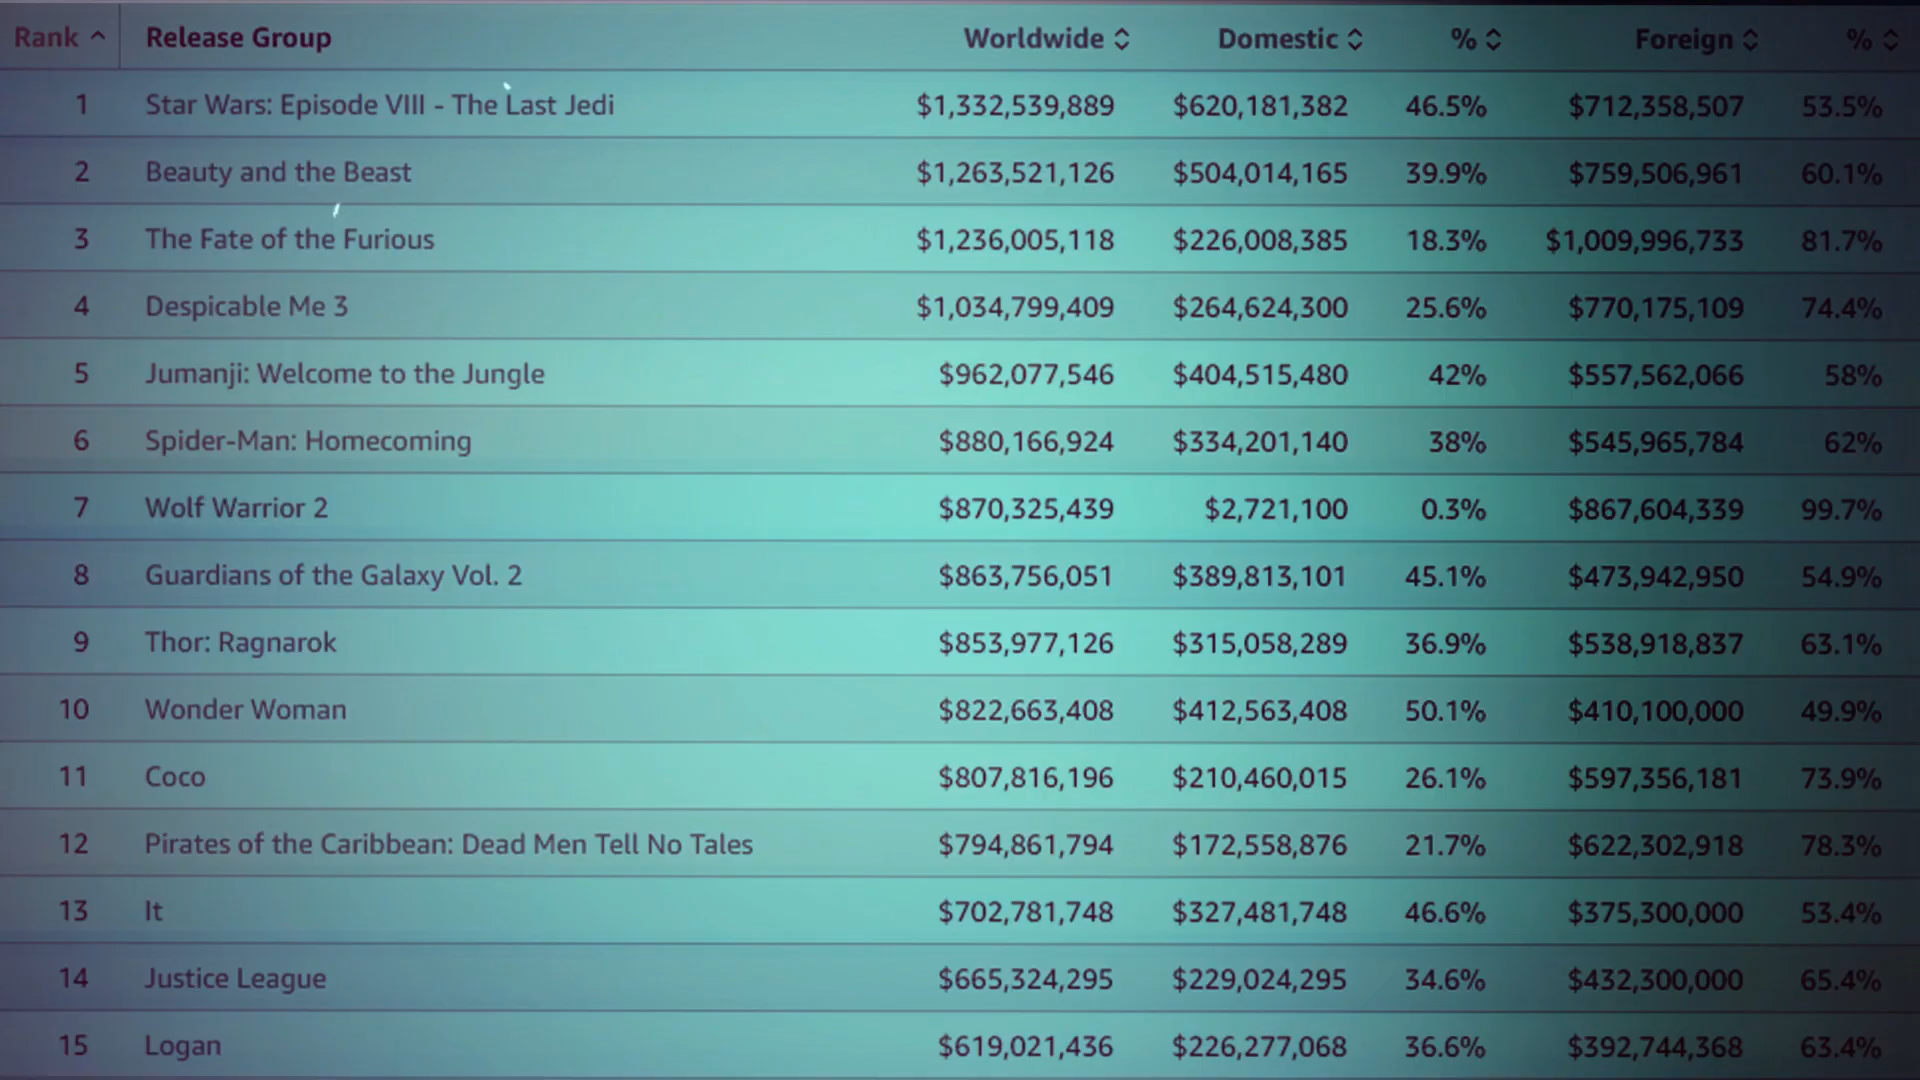 Rank Release Group Worldwide Domestic % Foreign %
1 Star Wars: Episode VIII - The Last Jedi $1,332,539,889 $620,181,382 46.5% $712,358,507 53.5%
2 Beauty and the Beast $1,263,521,126 $504,014,165 39.9% $759,506,961 60.1%
3 The Fate of the Furious $1,236,005,118 $226,008,385 18.3% $1,009,996,733 81.7%
4 Despicable Me 3 $1,034,799,409 $264,624,300 25.6% $770,175,109 74.4%
5 Jumanji: Welcome to the Jungle $962,077,546 $404,515,480 42% $557,562,066 58%
6 Spider-Man: Homecoming $880,166,924 $334,201,140 38% $545,965,784 62%
7 Wolf Warrior 2 $870,325,439 $2,721,100 0.3% $867,604,339 99.7%
8 Guardians of the Galaxy Vol. 2 $863,756,051 $389,813,101 45.1% $473,942,950 54.9%
9 Thor: Ragnarok $853,977,126 $315,058,289 36.9% $538,918,837 63.1%
10 Wonder Woman $822,663,408 $412,563,408 50.1% $410,100,000 49.9%
11 Coco $807,816,196 $210,460,015 26.1% $597,356,181 73.9%
12 Pirates of the Caribbean: Dead Men Tell No Tales $794,861,794 $172,558,876 21.7% $622,302,918 78.3%
13 It $702,781,748 $327,481,748 46.6% $375,300,000 53.4%
14 Justice League $665,324,295 $229,024,295 34.6% $432,300,000 65.4%
15 Logan $619,021,436 $226,277,068 36.6% $392,744,368 63.4%